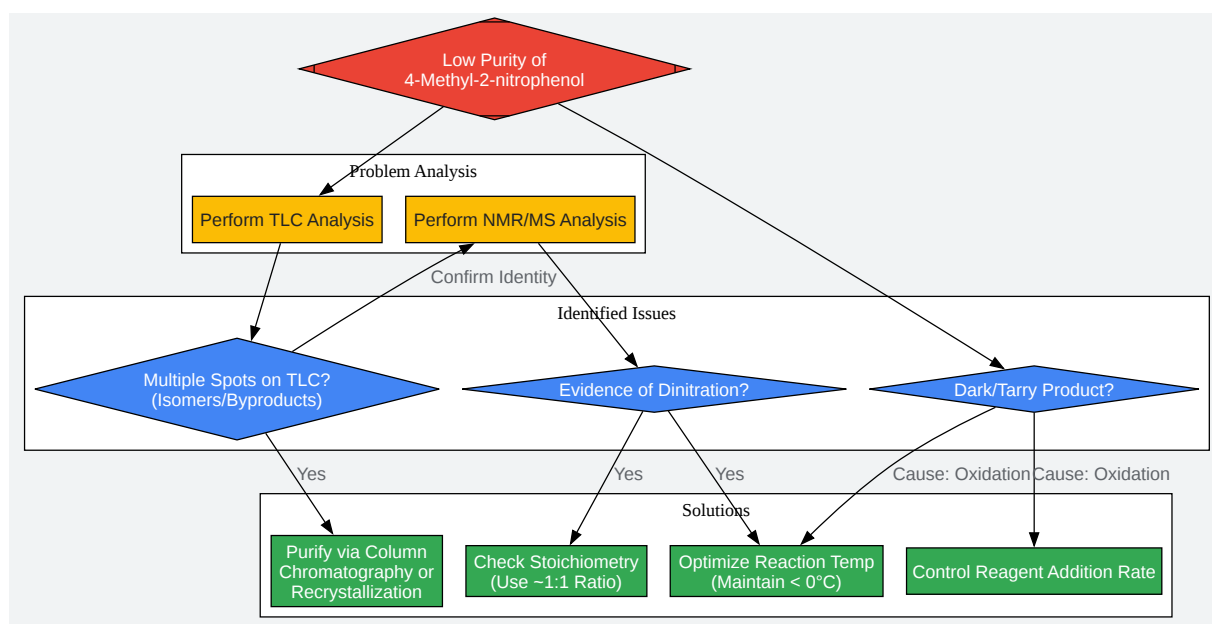 Low Purity of
4-Methyl-2-nitrophenol
Problem Analysis
Perform TLC Analysis
Perform NMR/MS Analysis
Confirm Identity
Identified Issues
Multiple Spots on TLC?
(Isomers/Byproducts)
Evidence of Dinitration?
Dark/Tarry Product?
Yes
Yes
Yes
Cause: Oxidation
Cause: Oxidation
Solutions
Purify via Column
Chromatography or
Recrystallization
Check Stoichiometry
(Use ~1:1 Ratio)
Optimize Reaction Temp
(Maintain < 0°C)
Control Reagent Addition Rate